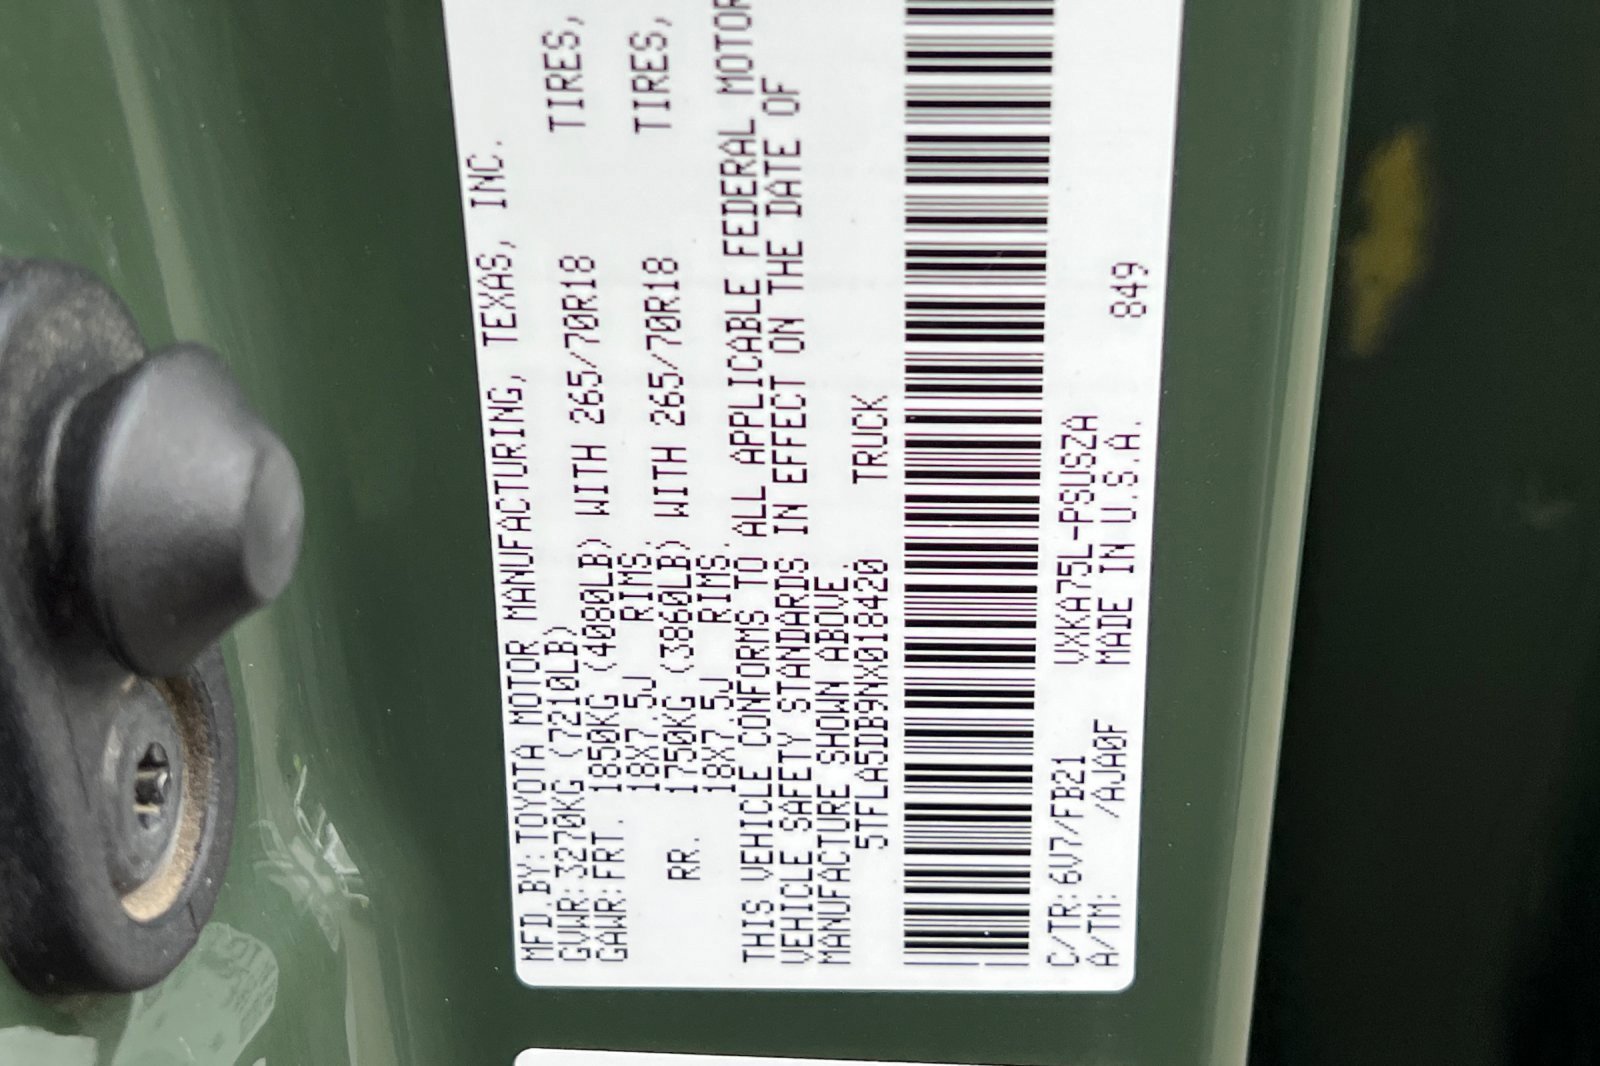 MFD.BY:TOYOTA MOTOR MANUFACTURING, TEXAS, INC.
GVWR:3270KG (7210LB)
GAWR:FRT. 1850KG (4080LB) WITH 265/70R18 TIRES,
18X7.5J RIMS.
RR. 1750KG (3860LB) WITH 265/70R18 TIRES,
18X7.5J RIMS.
THIS VEHICLE CONFORMS TO ALL APPLICABLE FEDERAL MOTOR
VEHICLE SAFETY STANDARDS IN EFFECT ON THE DATE OF
MANUFACTURE SHOWN ABOVE.
5TFLA5DB9NX018420 TRUCK
C/TR:6V7/FB21 VXKA75L-PSUSZA
A/TM: /AJA0F MADE IN U.S.A. 849